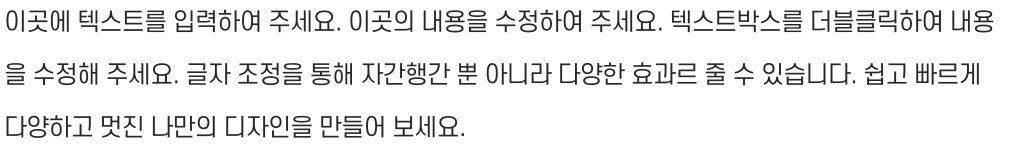 이곳에 텍스트를 입력하여 주세요. 이곳의 내용을 수정하여 주세요. 텍스트박스를 더블클릭하여 내용
을 수정해 주세요. 글자 조정을 통해 자간행간 뿐 아니라 다양한 효과르 줄 수 있습니다. 쉽고 빠르게
다양하고 멋진 나만의 디자인을 만들어 보세요.